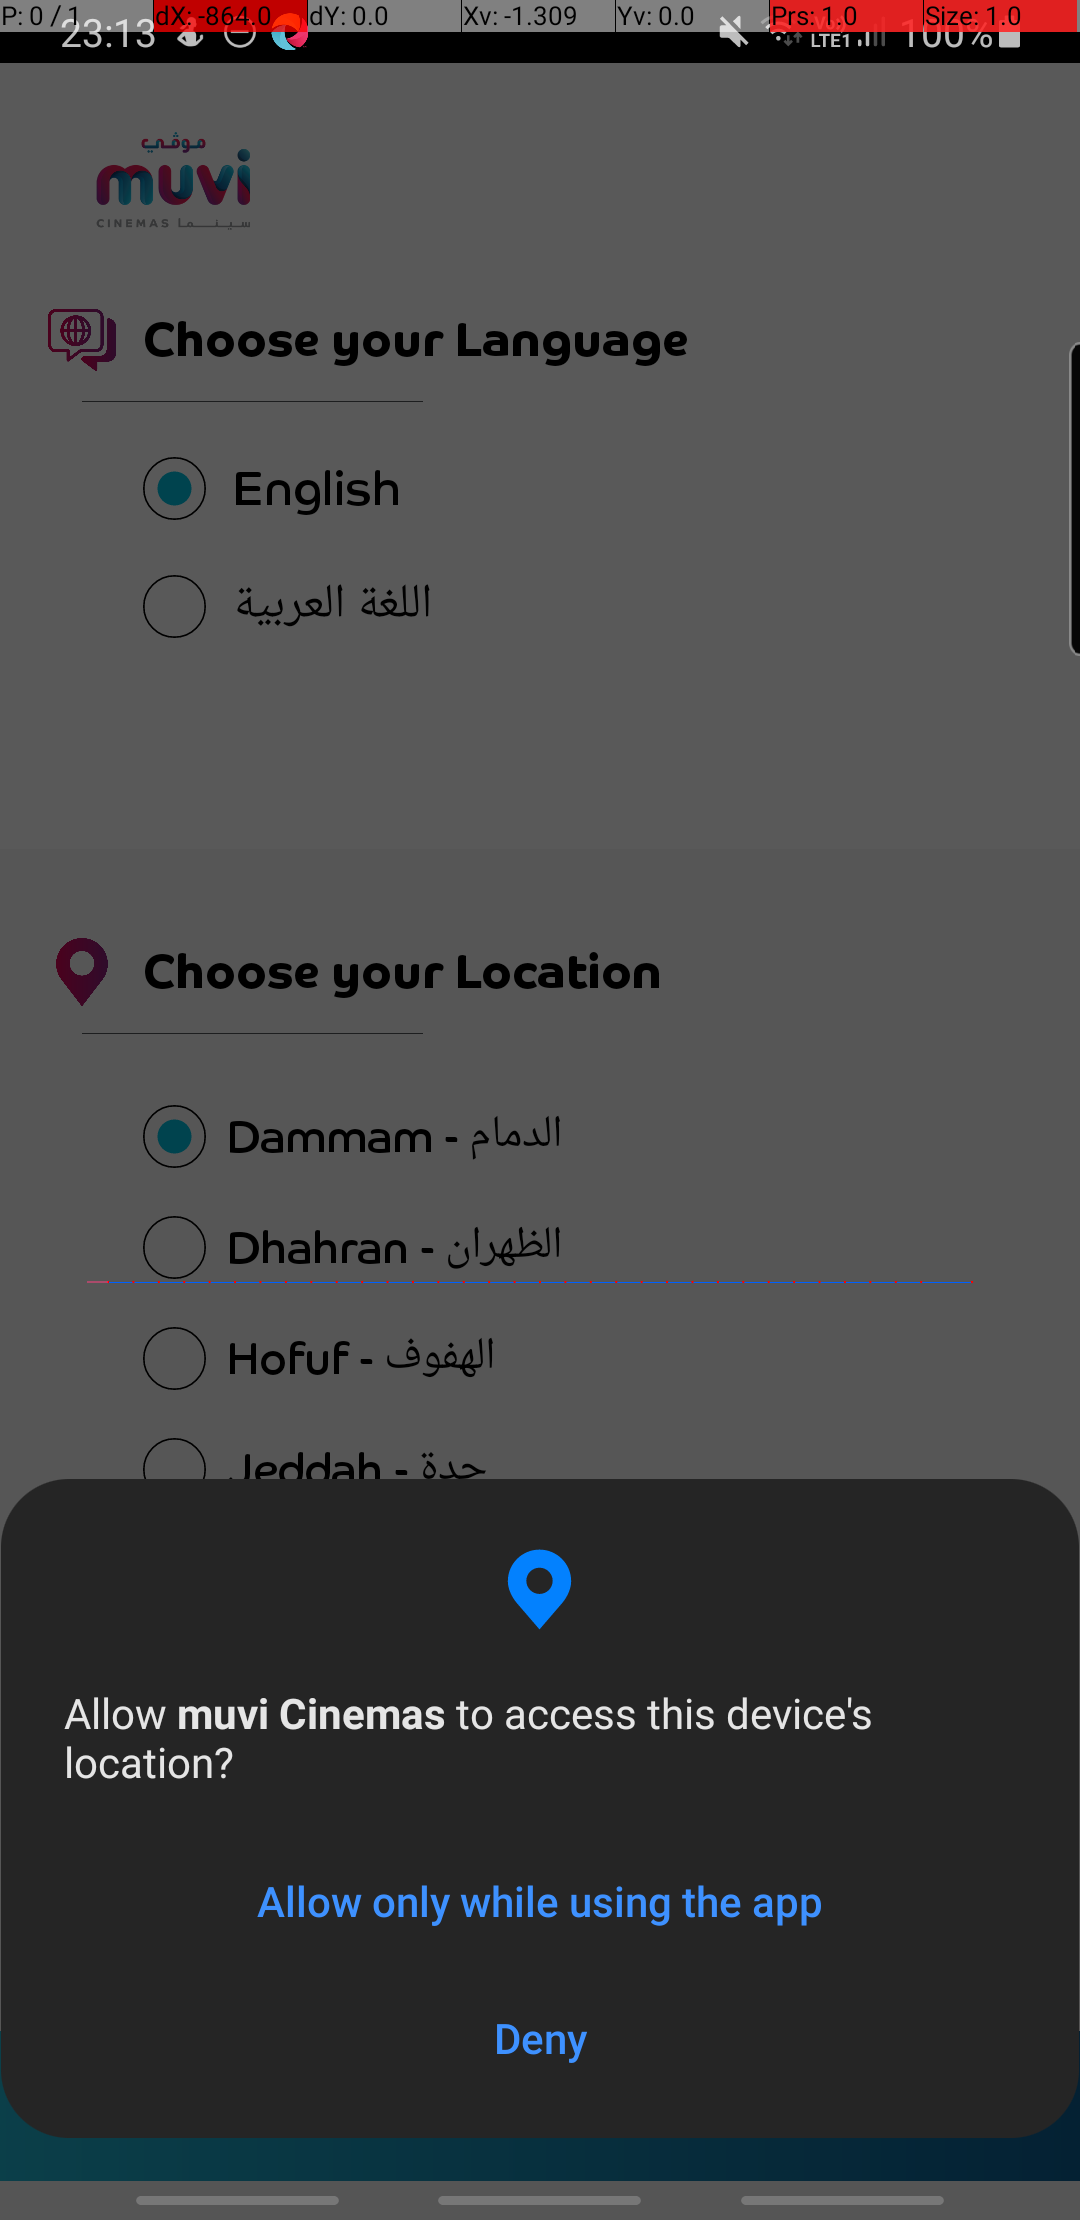 P: 0 / 1 dX: -864.0 dY: 0.0 Xv: -1.309 Yv: 0.0 Prs: 1.0 Size: 1.0
23:13 LTE1 100%
موڤي
muvi
CINEMAS سينما
Choose your Language
English
اللغة العربية
Choose your Location
Dammam - الدمام
Dhahran - الظهران
Hofuf - الهفوف
Jeddah - جدة
Allow muvi Cinemas to access this device's
location?
Allow only while using the app
Deny